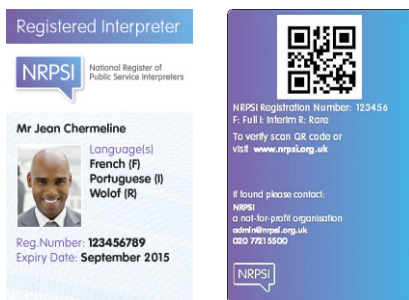 Registered Interpreter
NRPSI
National Register of
Public Service Interpreters
Mr Jean Chermeline
Language(s)
French (F)
Portuguese (I)
Wolof (R)
Reg.Number: 123456789
Expiry Date: September 2015
NRPSI Registration Number: 123456
F: Full I: Interim R: Rare
To verify scan QR code or
visit www.nrpsi.org.uk
If found please contact:
NRPSI
a not-for-profit organisation
admin@nrpsi.org.uk
020 77215500
NRPSI